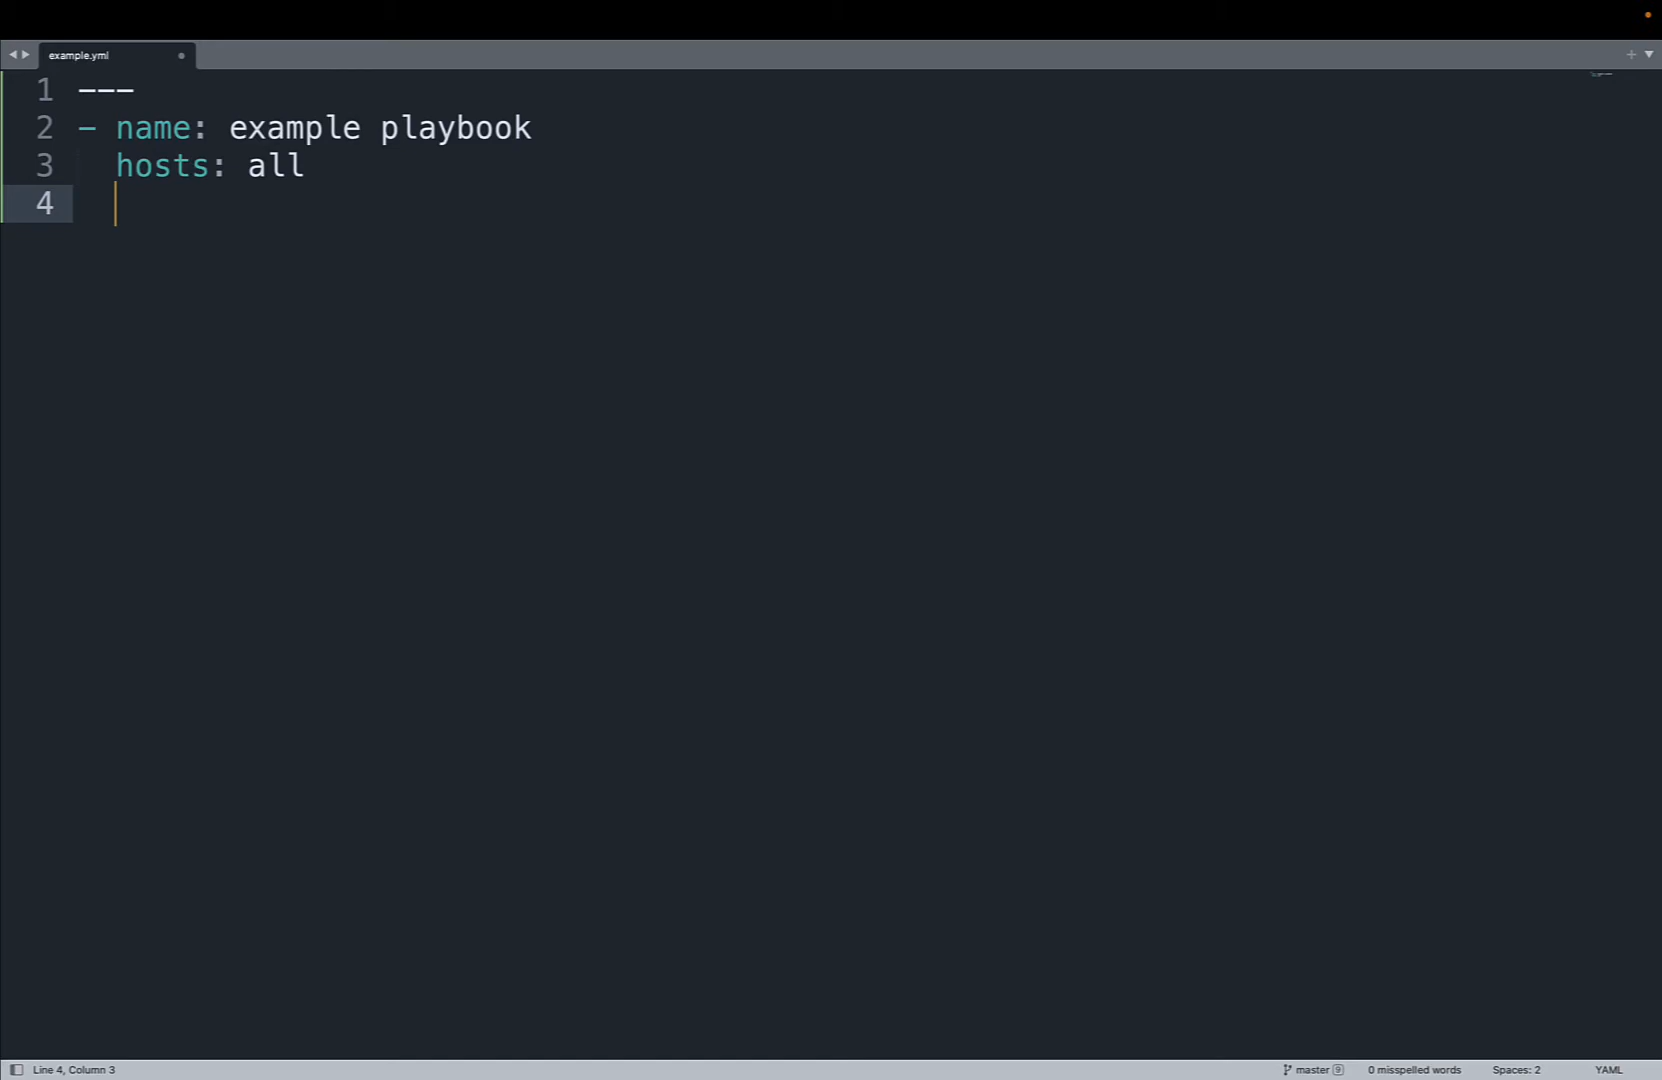 example.yml
1 ---
2 - name: example playbook
3   hosts: all
4
Line 4, Column 3
master 9
0 misspelled words
Spaces: 2
YAML